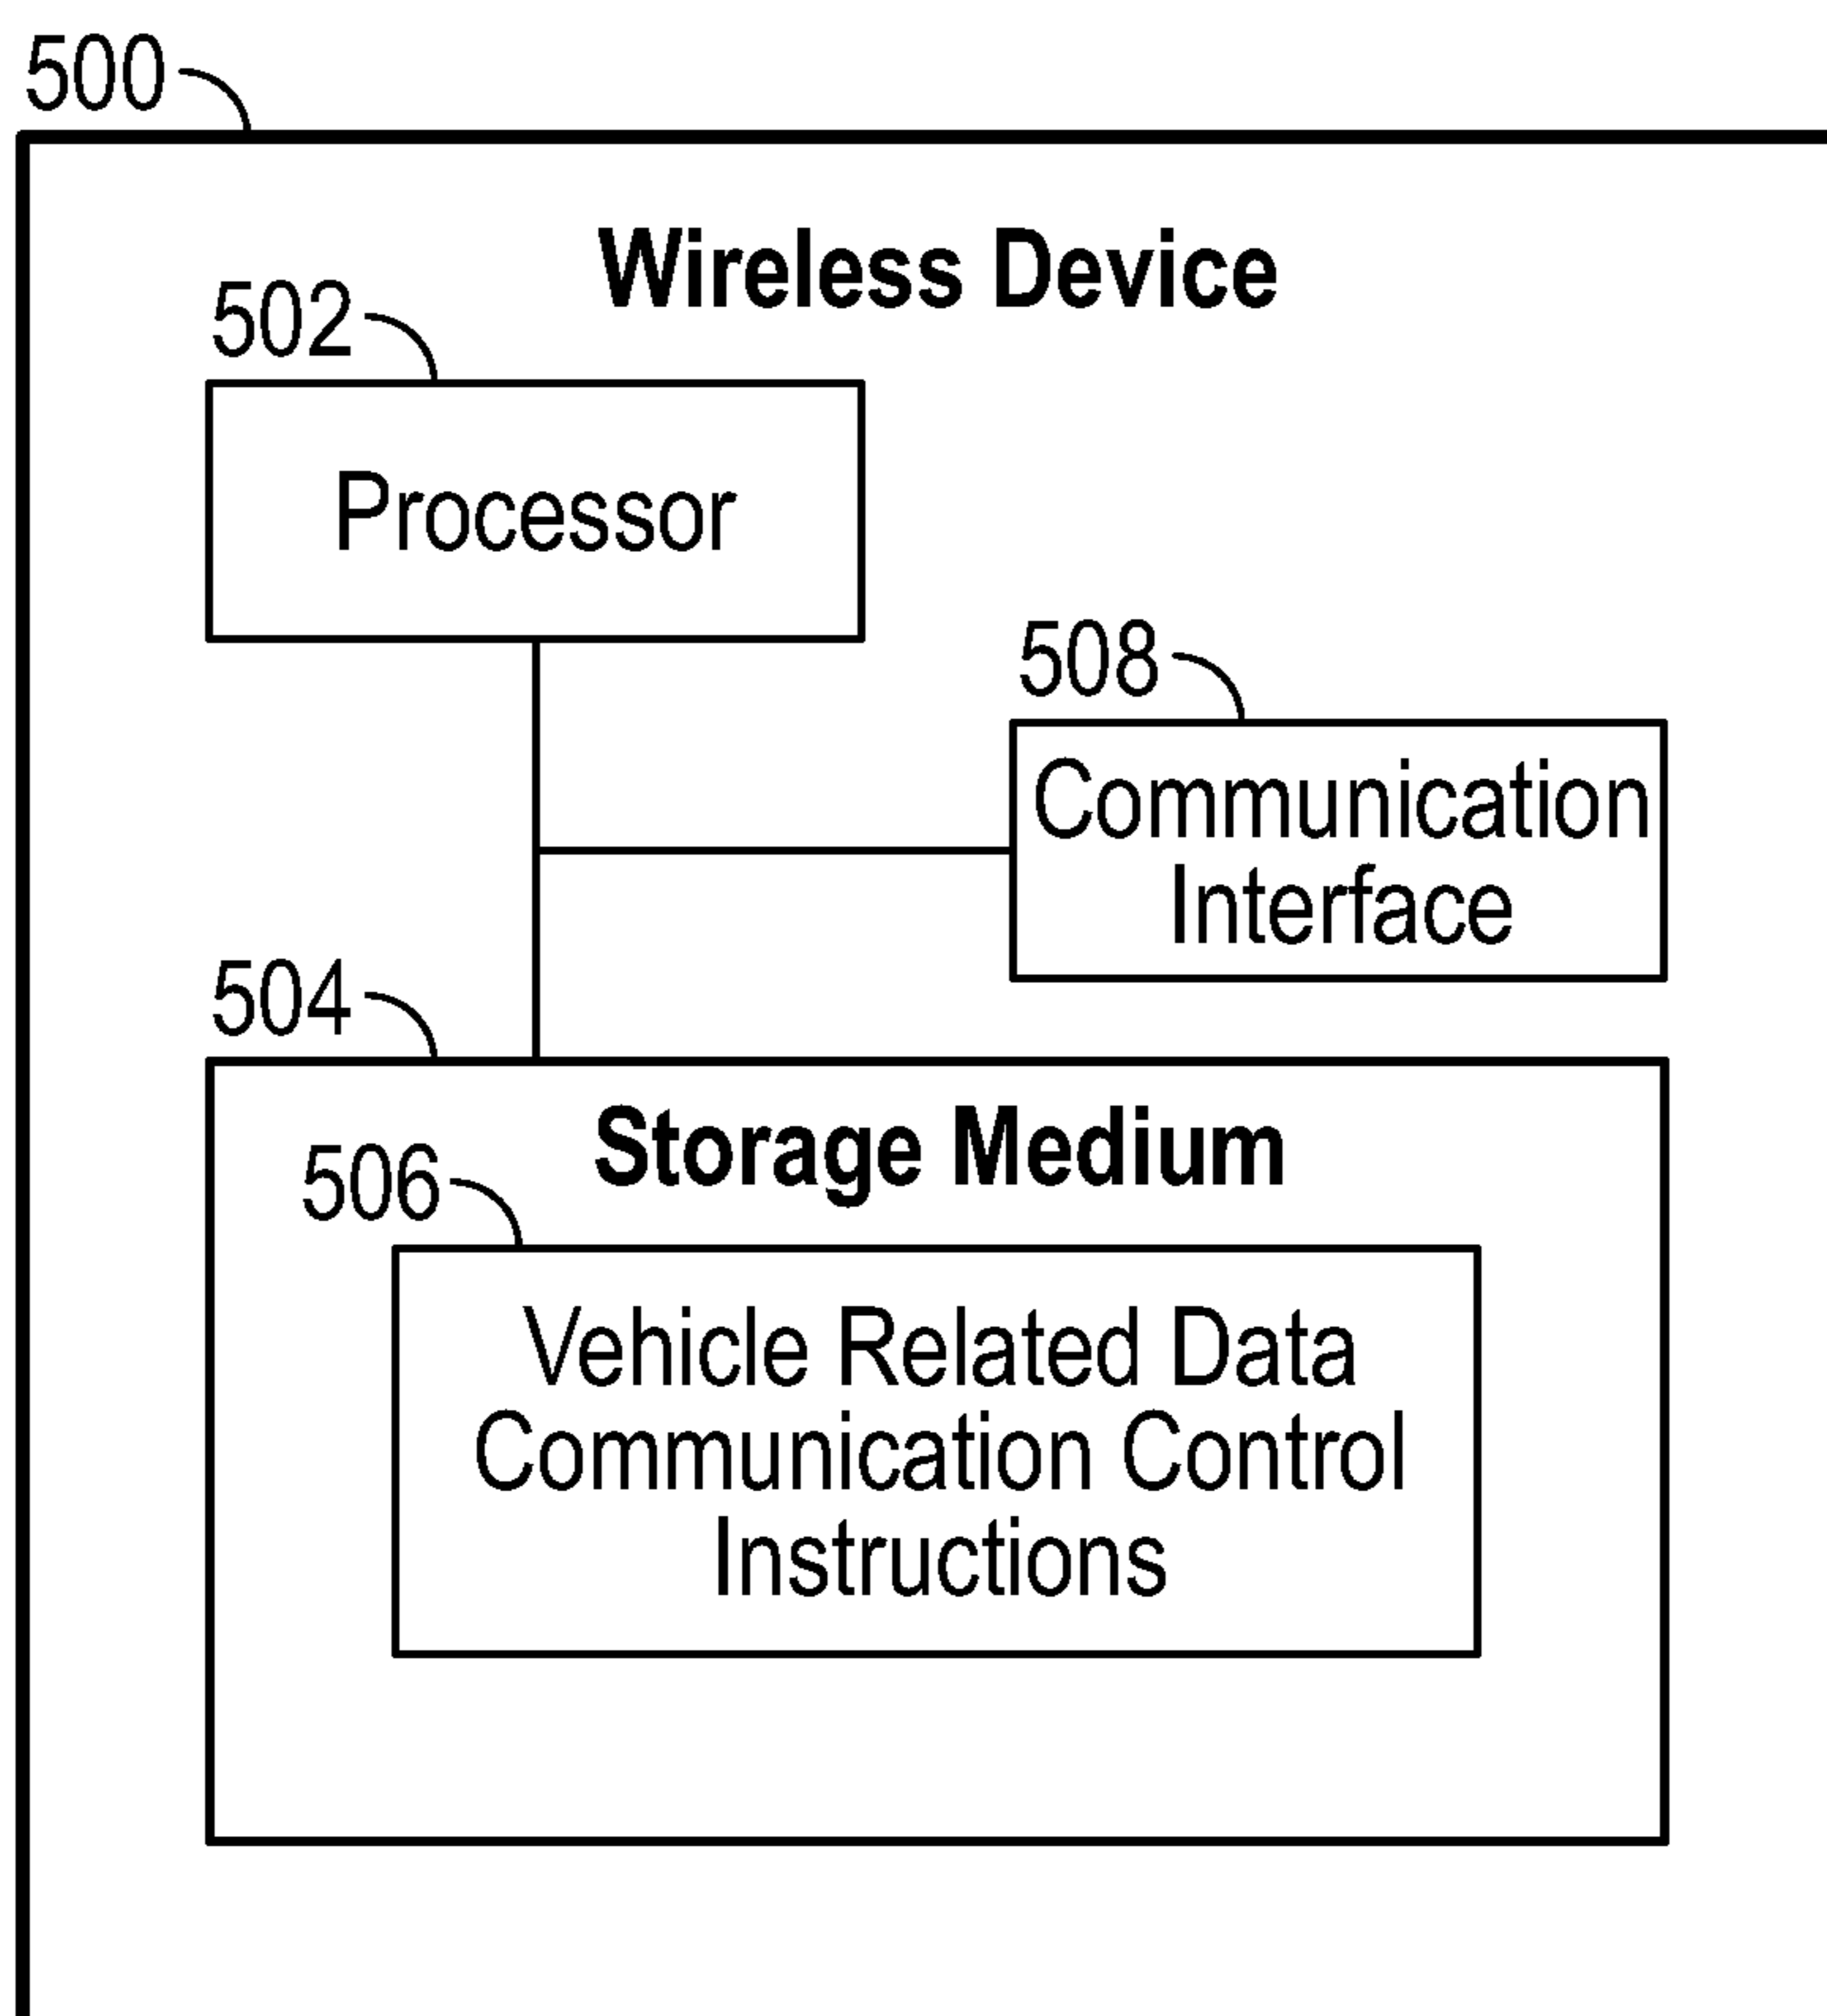 500
Wireless Device
502
Processor
508
Communication
Interface
504
Storage Medium
506
Vehicle Related Data
Communication Control
Instructions